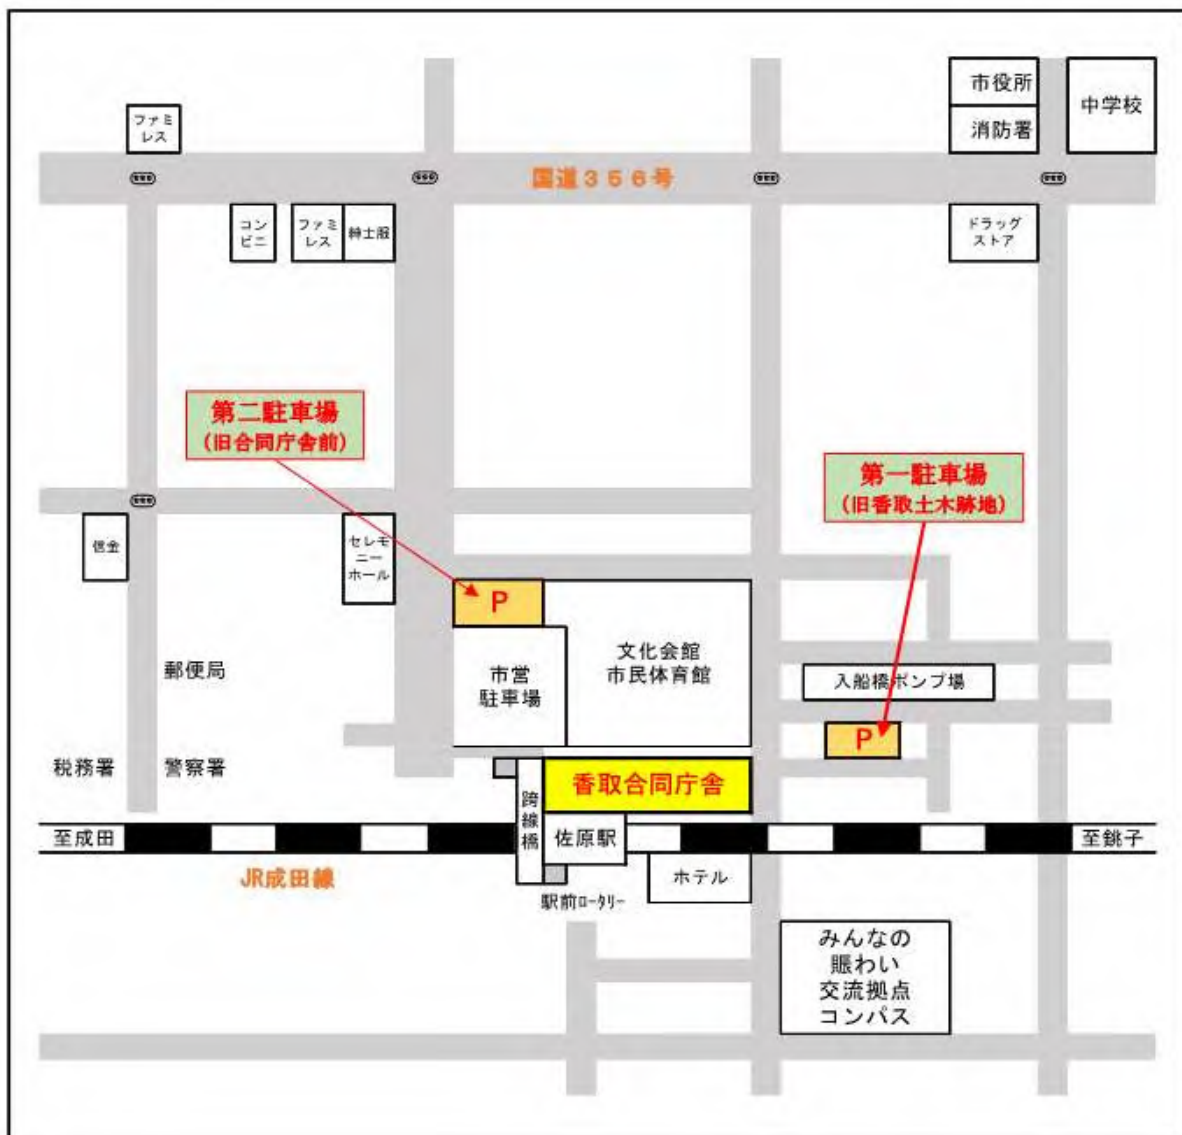 市役所
消防署
中学校
ファミ
レス
国道３５６号
コン
ビニ
ファミ
レス
紳士服
ドラッグ
ストア
第二駐車場
(旧合同庁舎前)
第一駐車場
(旧香取土木跡地)
信金
セレモ
ニー
ホール
P
文化会館
市民体育館
市営
駐車場
郵便局
入船橋ポンプ場
P
税務署
警察署
跨線橋
香取合同庁舎
至成田
佐原駅
至銚子
JR成田線
ホテル
駅前ﾛｰﾀﾘｰ
みんなの
賑わい
交流拠点
コンパス